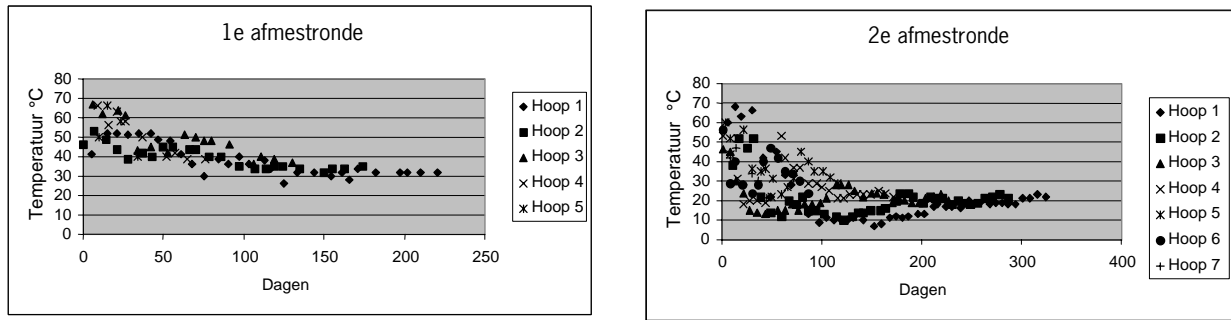 1e afmestronde
Temperatuur °C
80
70
60
50
40
30
20
10
0
0 50 100 150 200 250
Dagen
Hoop 1
Hoop 2
Hoop 3
Hoop 4
Hoop 5
2e afmestronde
Temperatuur °C
80
70
60
50
40
30
20
10
0
0 100 200 300 400
Dagen
Hoop 1
Hoop 2
Hoop 3
Hoop 4
Hoop 5
Hoop 6
Hoop 7